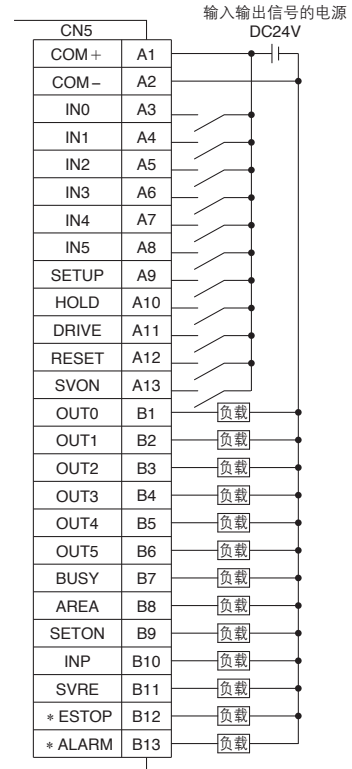 输入输出信号的电源
CN5 DC24V
COM+ A1
COM− A2
IN0 A3
IN1 A4
IN2 A5
IN3 A6
IN4 A7
IN5 A8
SETUP A9
HOLD A10
DRIVE A11
RESET A12
SVON A13
OUT0 B1 负载
OUT1 B2 负载
OUT2 B3 负载
OUT3 B4 负载
OUT4 B5 负载
OUT5 B6 负载
BUSY B7 负载
AREA B8 负载
SETON B9 负载
INP B10 负载
SVRE B11 负载
* ESTOP B12 负载
* ALARM B13 负载